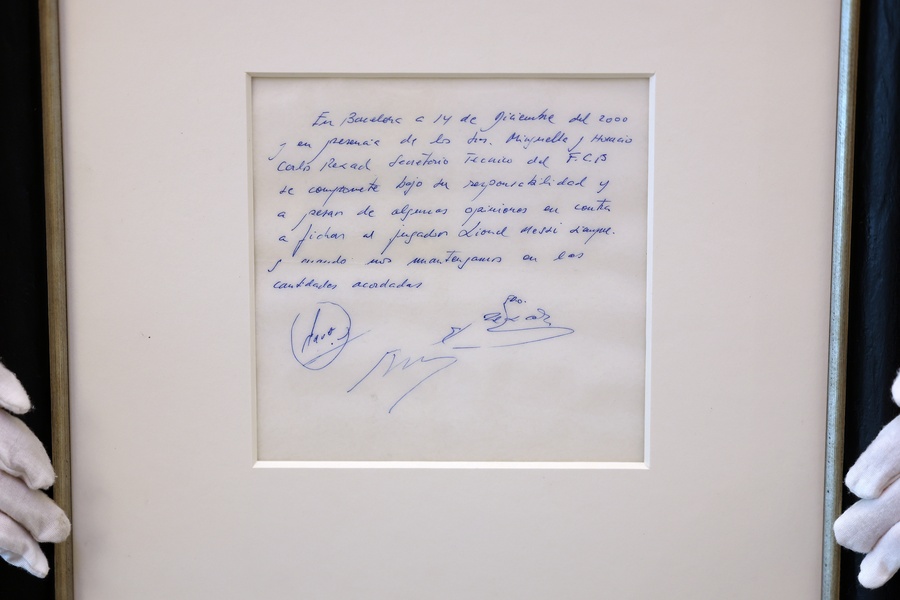 En Barcelona a 14 de Diciembre del 2000
y en presencia de los Srs. Minguella y Horacio
Carlos Rexach Secretario Tecnico del F.C.B
se compromete bajo su responsabilidad y
a pesar de algunas opiniones en contra
a fichar al jugador Lionel Messi siempre
y cuando nos mantengamos en las
cantidades acordadas